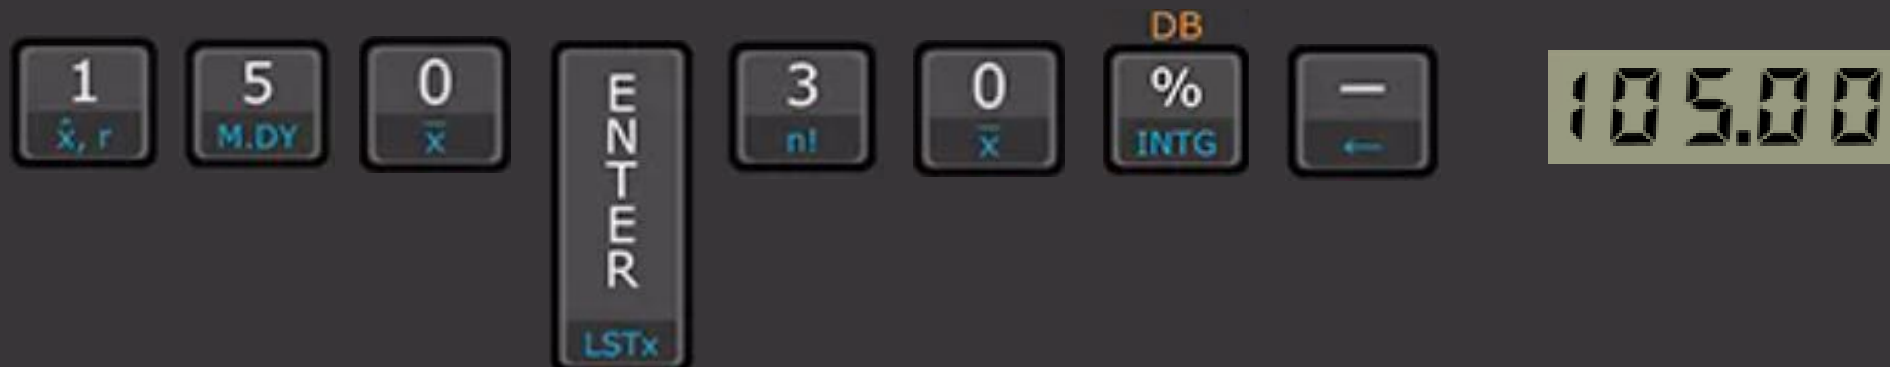 DB
1 5 0 ENTER 3 0 % – 105.00
x̂, r M.DY x̄ n! x̄ INTG ←
LSTx